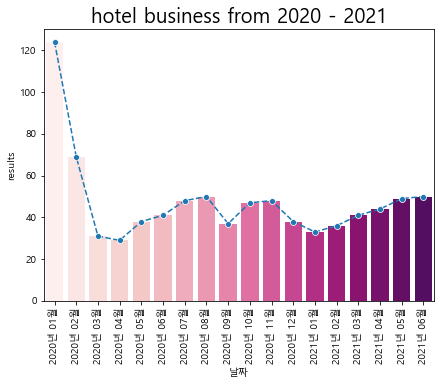 hotel business from 2020 - 2021
results
120
100
80
60
40
20
0
2020년 01월
2020년 02월
2020년 03월
2020년 04월
2020년 05월
2020년 06월
2020년 07월
2020년 08월
2020년 09월
2020년 10월
2020년 11월
2020년 12월
2021년 01월
2021년 02월
2021년 03월
2021년 04월
2021년 05월
2021년 06월
날짜